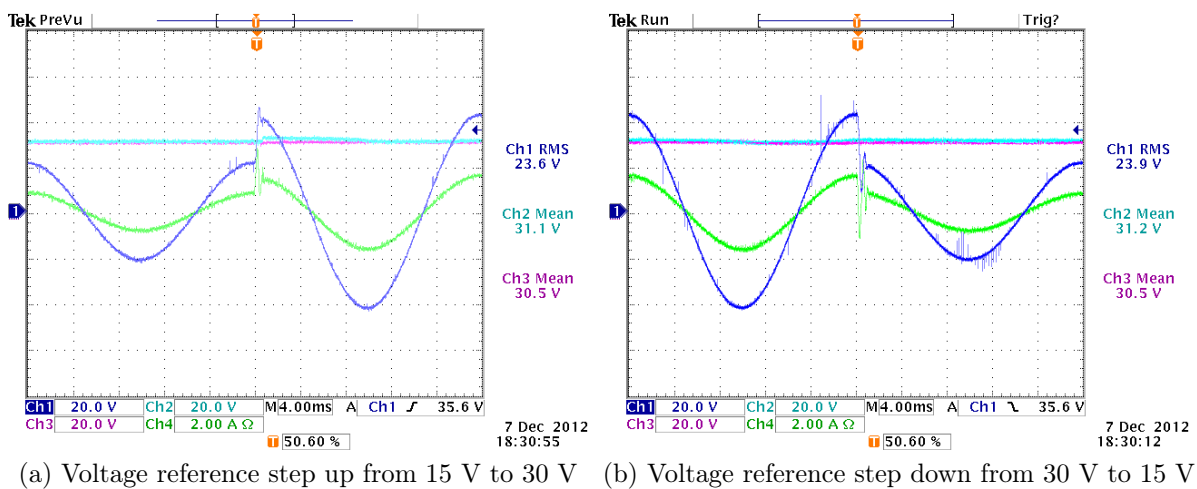 Tek PreVu
T
T
1
Ch1 RMS
23.6 V
Ch2 Mean
31.1 V
Ch3 Mean
30.5 V
Ch1 20.0 V Ch2 20.0 V M 4.00ms A Ch1 35.6 V
Ch3 20.0 V Ch4 2.00 A Ω
T 50.60 %
7 Dec 2012
18:30:55
(a) Voltage reference step up from 15 V to 30 V
Tek Run Trig?
T
T
1
Ch1 RMS
23.9 V
Ch2 Mean
31.2 V
Ch3 Mean
30.5 V
Ch1 20.0 V Ch2 20.0 V M 4.00ms A Ch1 35.6 V
Ch3 20.0 V Ch4 2.00 A Ω
T 50.60 %
7 Dec 2012
18:30:12
(b) Voltage reference step down from 30 V to 15 V